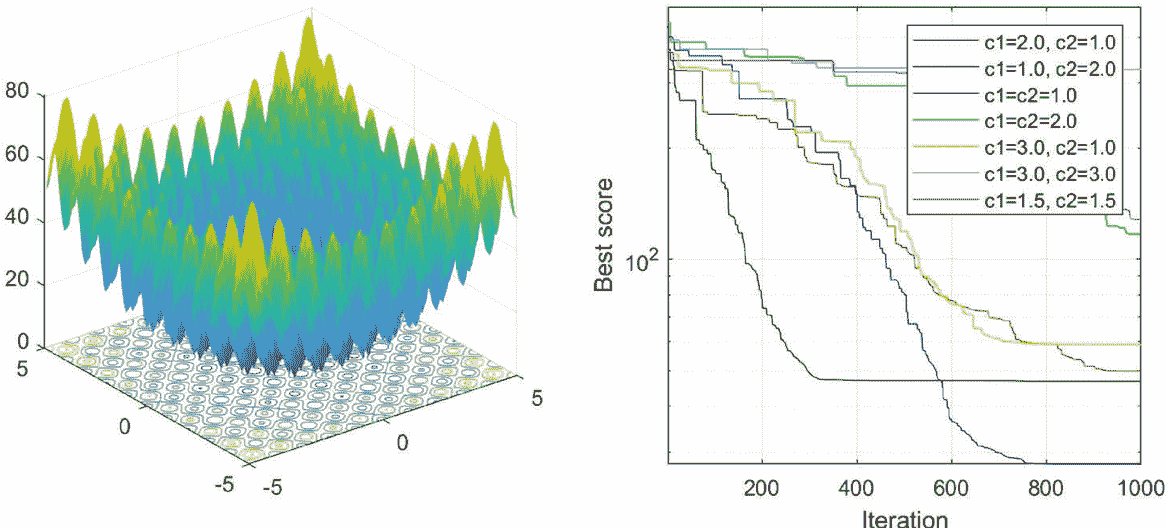 80
60
40
20
0
5
0
-5
-5
0
5
Best score
10²
c1=2.0, c2=1.0
c1=1.0, c2=2.0
c1=c2=1.0
c1=c2=2.0
c1=3.0, c2=1.0
c1=3.0, c2=3.0
c1=1.5, c2=1.5
200 400 600 800 1000
Iteration